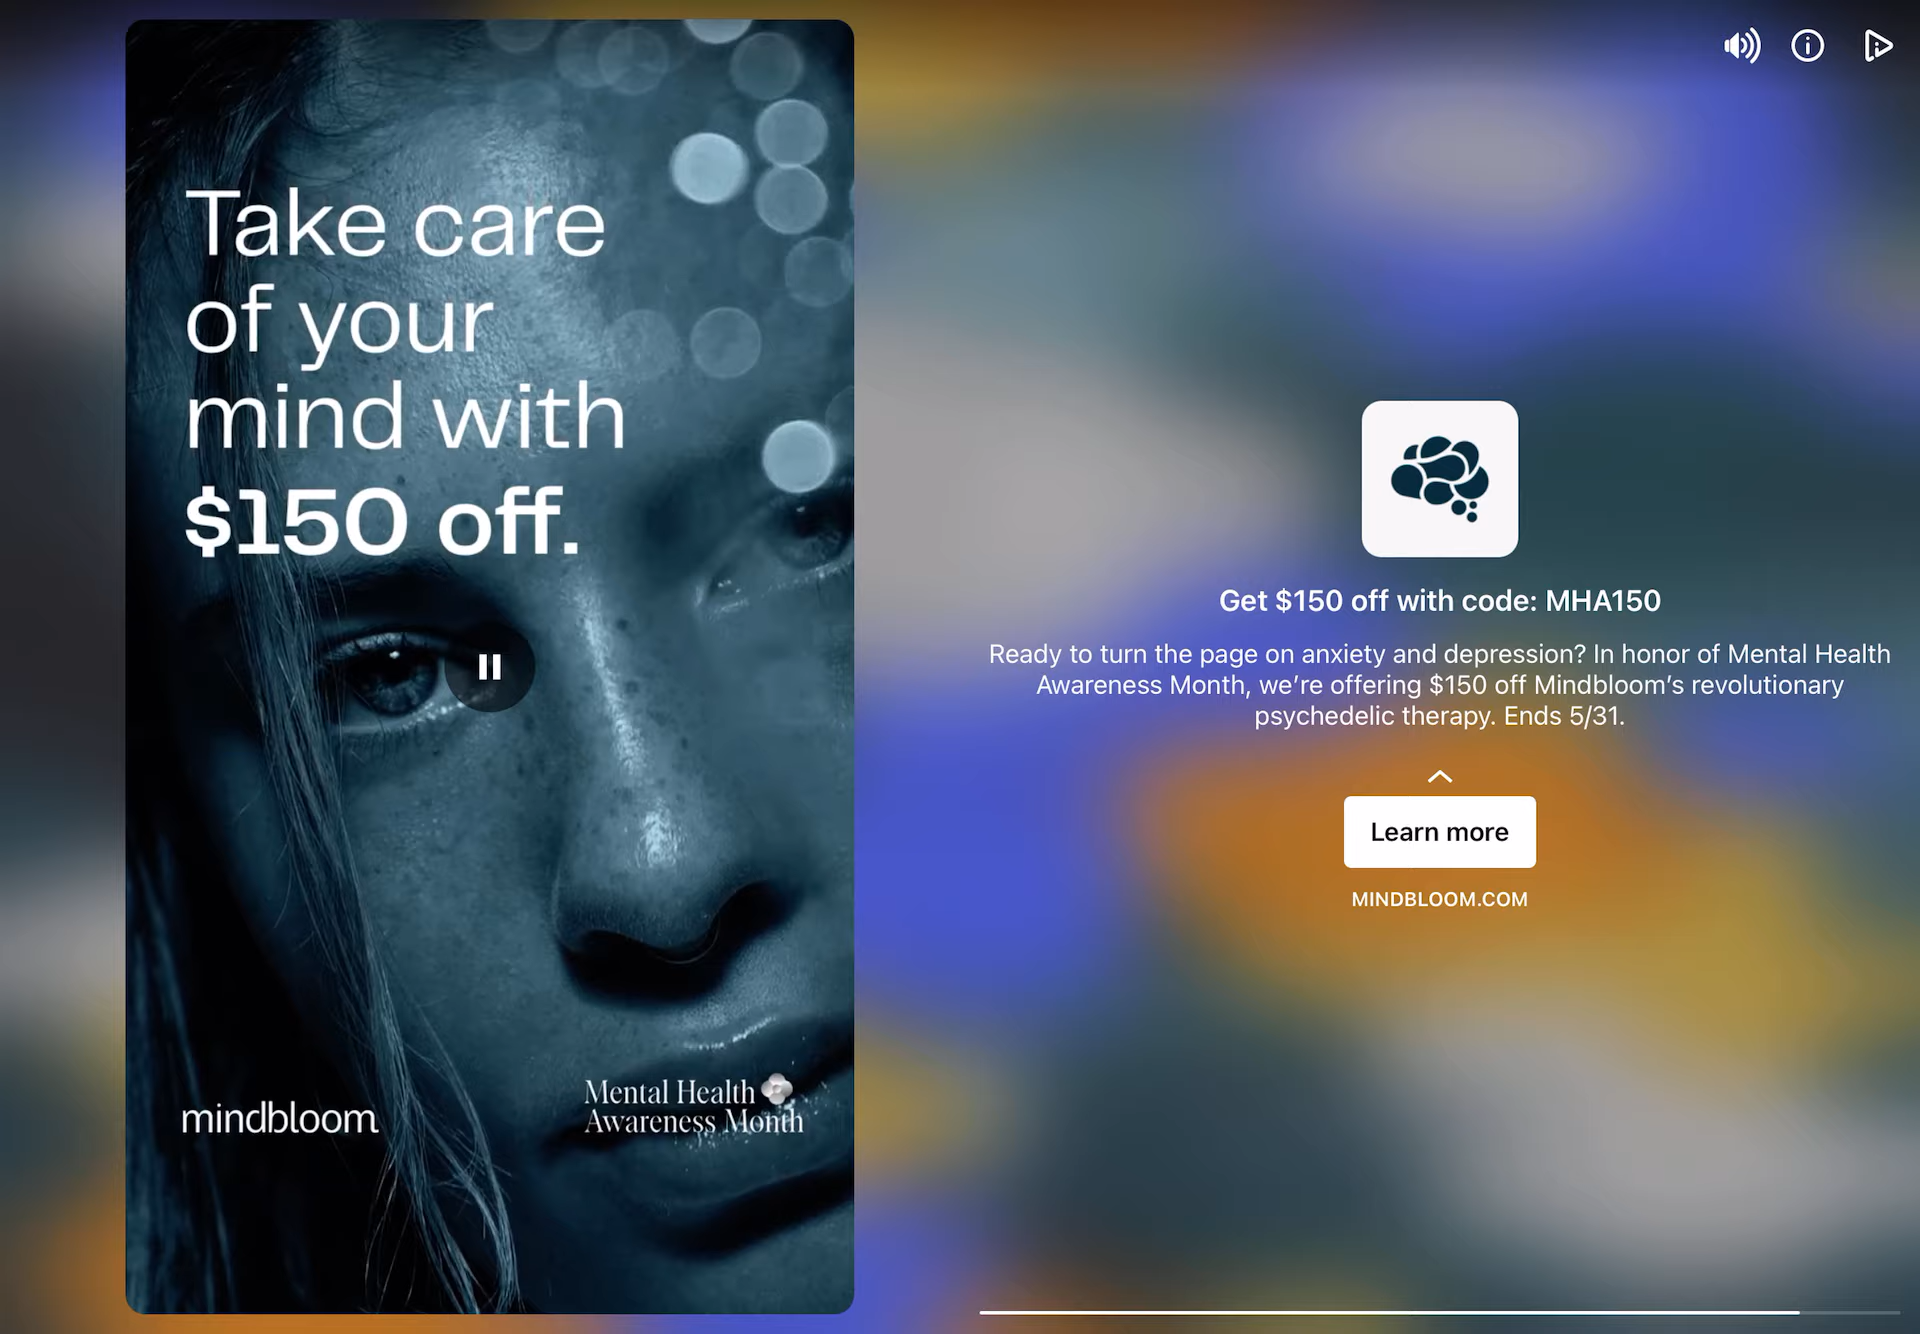 Take care
of your
mind with
$150 off.
mindbloom
Mental Health
Awareness Month
Get $150 off with code: MHA150
Ready to turn the page on anxiety and depression? In honor of Mental Health
Awareness Month, we’re offering $150 off Mindbloom’s revolutionary
psychedelic therapy. Ends 5/31.
Learn more
MINDBLOOM.COM